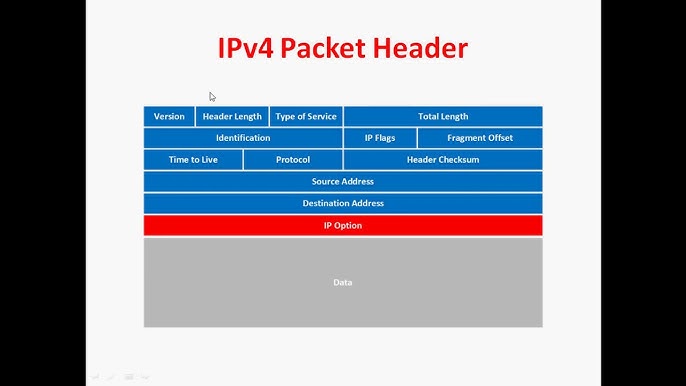 IPv4 Packet Header
Version Header Length Type of Service Total Length
Identification IP Flags Fragment Offset
Time to Live Protocol Header Checksum
Source Address
Destination Address
IP Option
Data